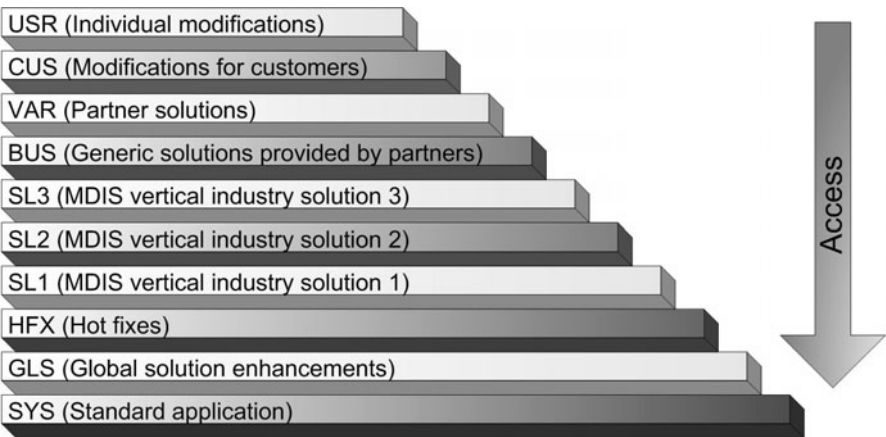 USR (Individual modifications)
CUS (Modifications for customers)
VAR (Partner solutions)
BUS (Generic solutions provided by partners)
SL3 (MDIS vertical industry solution 3)
SL2 (MDIS vertical industry solution 2)
SL1 (MDIS vertical industry solution 1)
HFX (Hot fixes)
GLS (Global solution enhancements)
SYS (Standard application)
Access